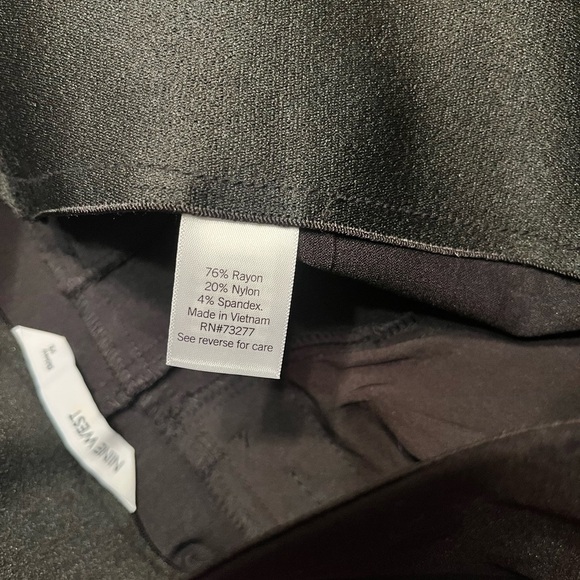 76% Rayon
20% Nylon
4% Spandex.
Made in Vietnam
RN#73277
See reverse for care
NINE WEST